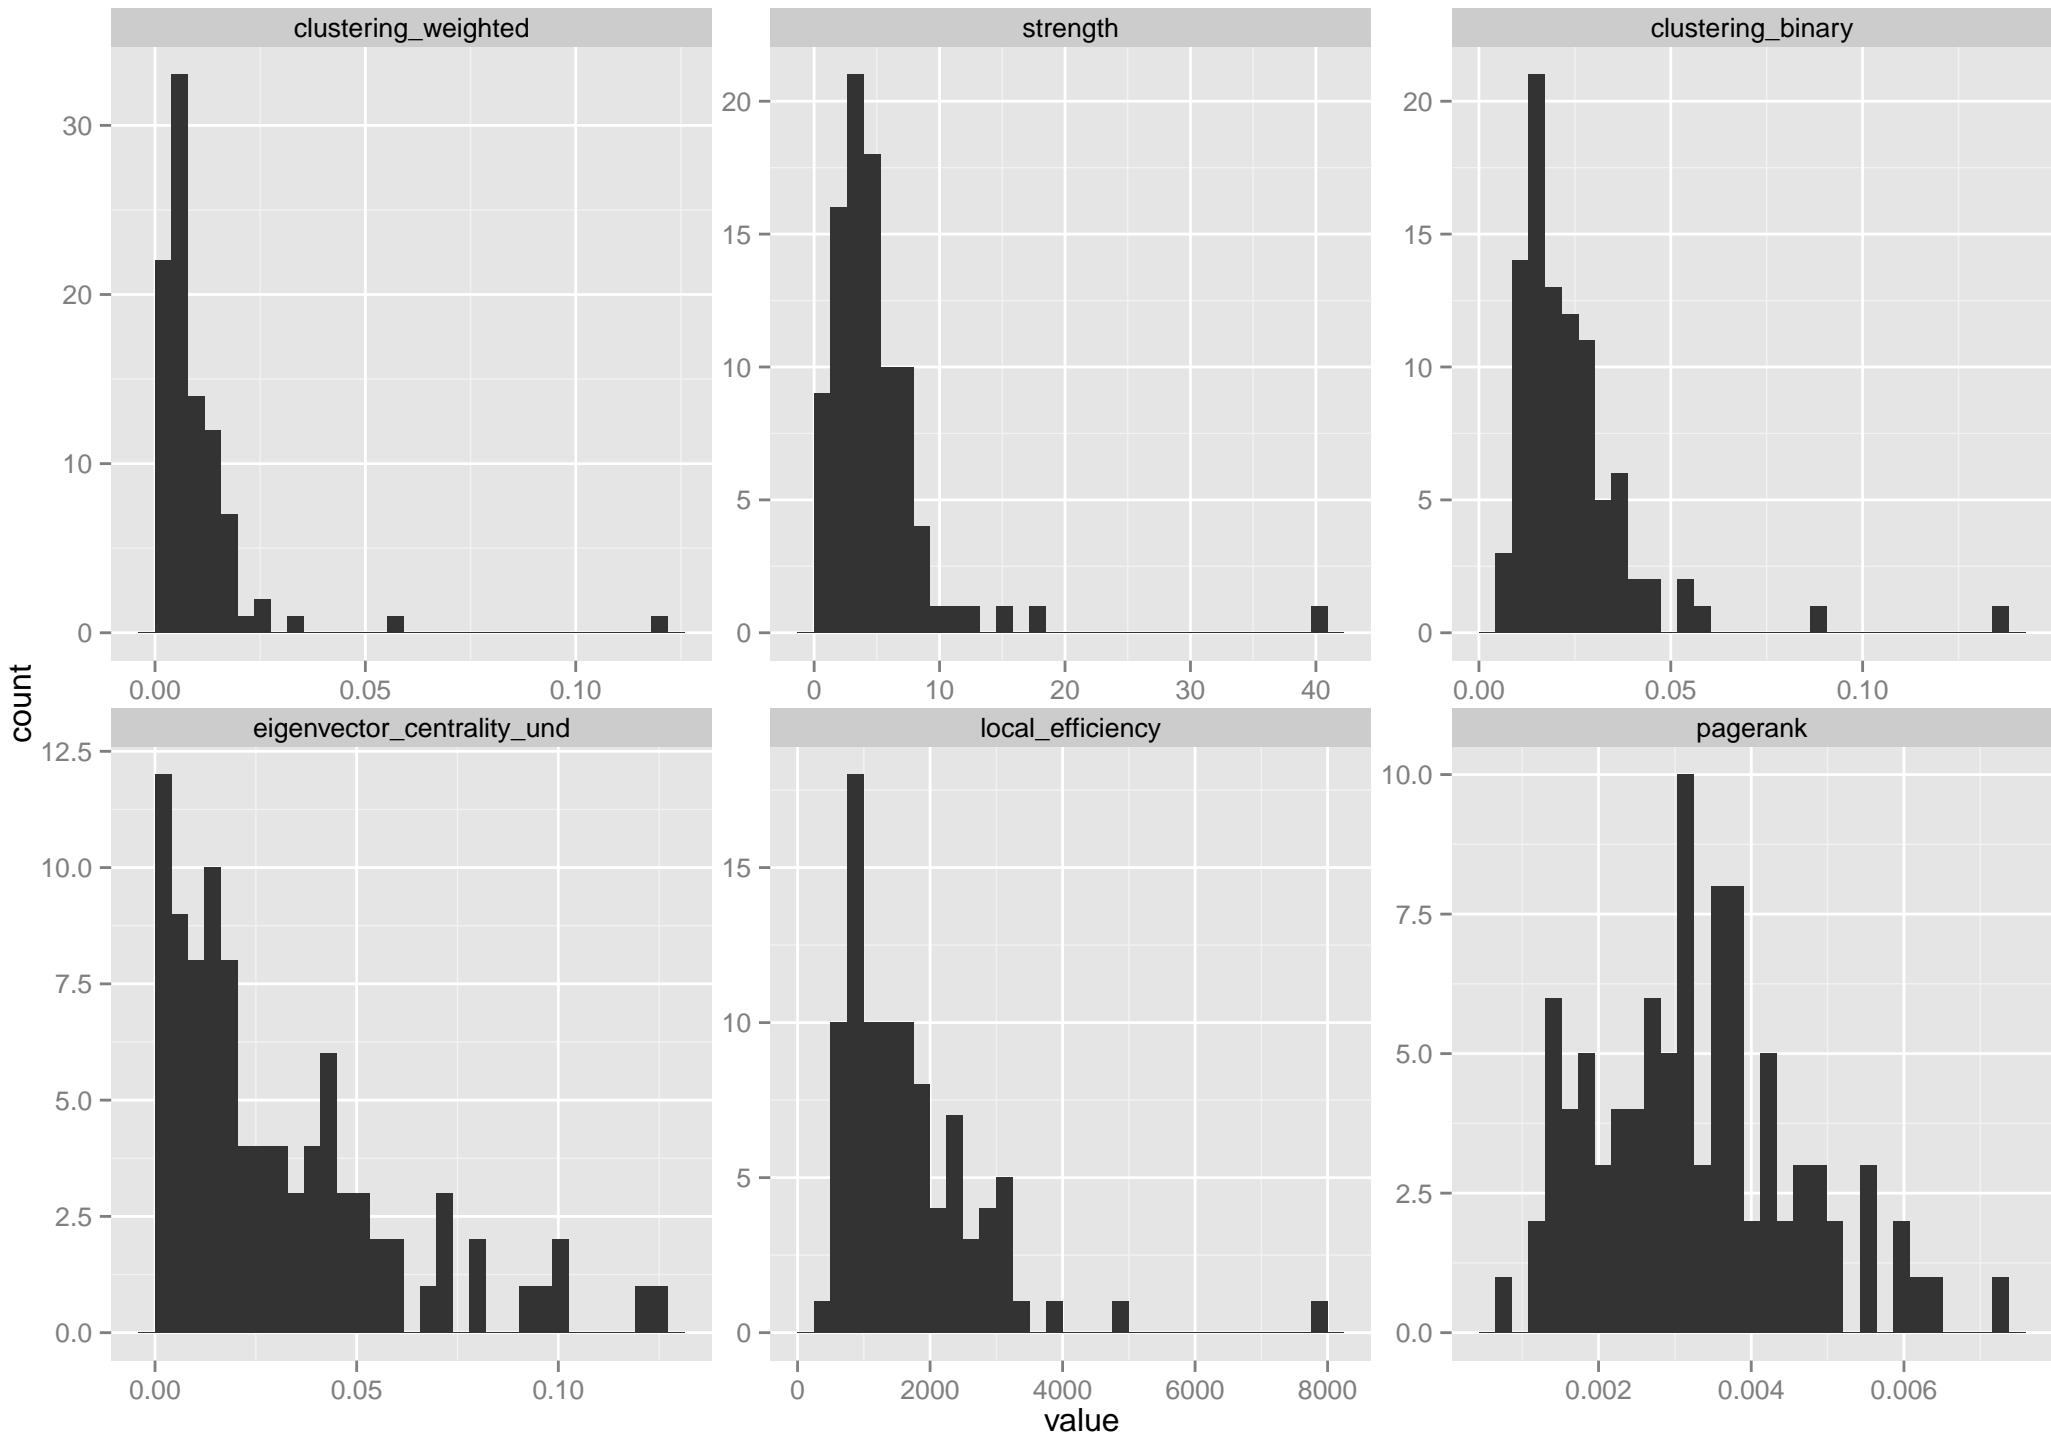 clustering_weighted
strength
clustering_binary
30
20
10
0
0.00 0.05 0.10
20
15
10
5
0
0 10 20 30 40
20
15
10
5
0
0.00 0.05 0.10
count
eigenvector_centrality_und
local_efficiency
pagerank
12.5
10.0
7.5
5.0
2.5
0.0
0.00 0.05 0.10
15
10
5
0
0 2000 4000 6000 8000
10.0
7.5
5.0
2.5
0.0
0.002 0.004 0.006
value